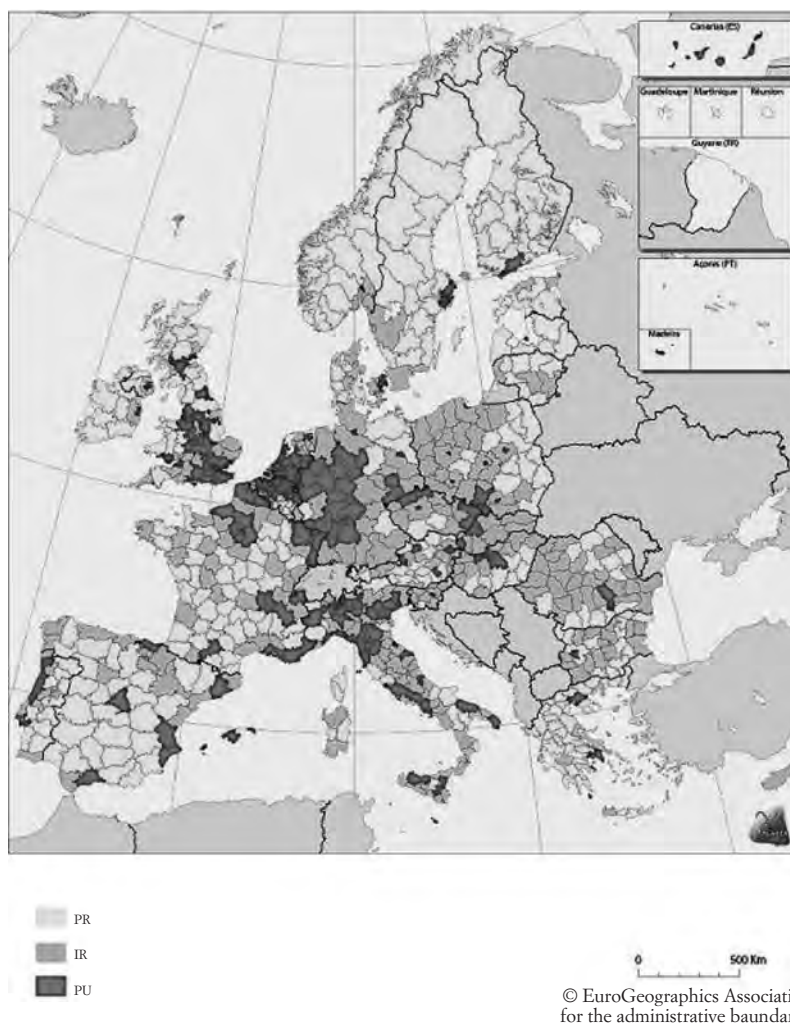 Canarias (ES)
Guadeloupe Martinique Réunion
Guyane (FR)
Açores (PT)
Madeira
PR
IR
PU
0 500 Km
© EuroGeographics Associati
for the administrative baundar